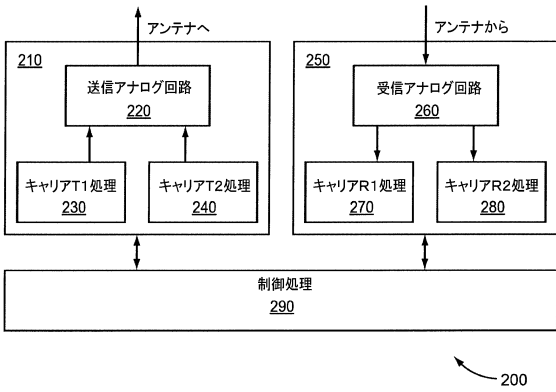 アンテナへ
210
送信アナログ回路
220
キャリアT1処理
230
キャリアT2処理
240
アンテナから
250
受信アナログ回路
260
キャリアR1処理
270
キャリアR2処理
280
制御処理
290
200